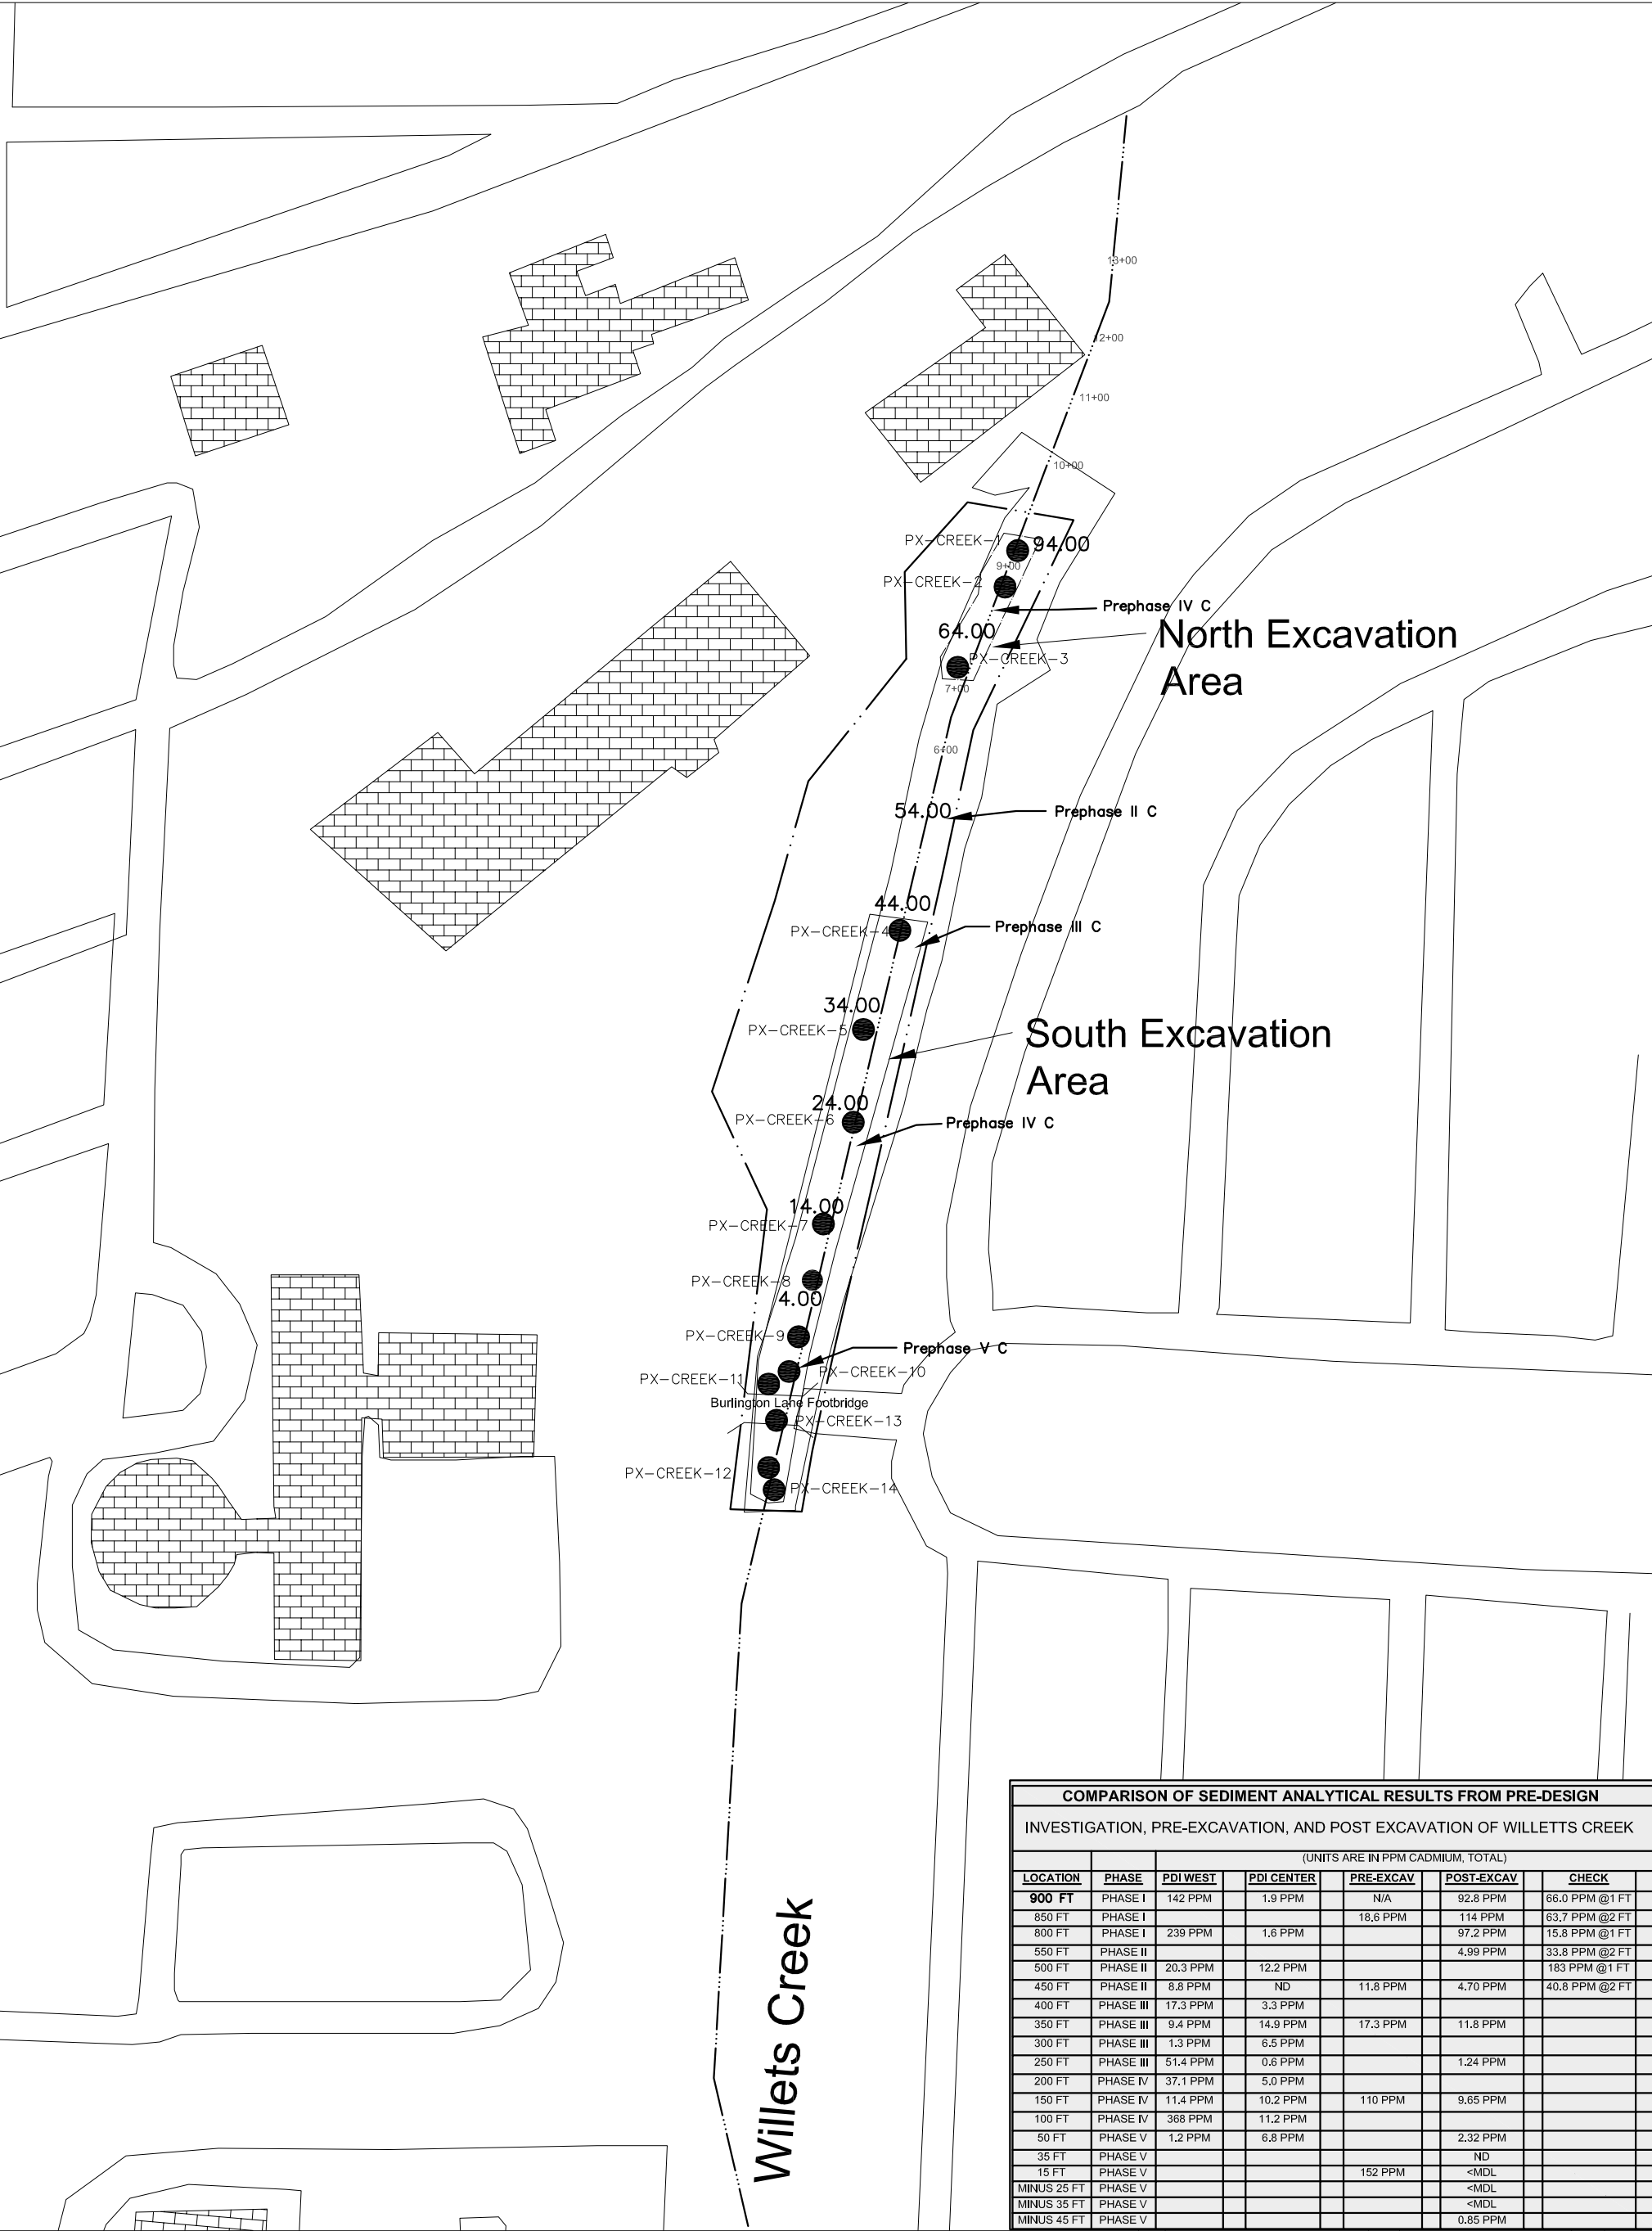 13+00
12+00
11+00
10+00
PX-CREEK-1
94.00
9+00
PX-CREEK-2
Prephase IV C
64.00
North Excavation
Area
PX-CREEK-3
7+00
6+00
54.00
Prephase II C
44.00
PX-CREEK-4
Prephase III C
34.00
PX-CREEK-5
South Excavation
Area
24.00
PX-CREEK-6
Prephase IV C
14.00
PX-CREEK-7
PX-CREEK-8
4.00
PX-CREEK-9
Prephase V C
PX-CREEK-10
PX-CREEK-11
Burlington Lane Footbridge
PX-CREEK-13
PX-CREEK-12
PX-CREEK-14
Willets Creek
COMPARISON OF SEDIMENT ANALYTICAL RESULTS FROM PRE-DESIGN
INVESTIGATION, PRE-EXCAVATION, AND POST EXCAVATION OF WILLETTS CREEK
(UNITS ARE IN PPM CADMIUM, TOTAL)
LOCATION PHASE PDI WEST PDI CENTER PRE-EXCAV POST-EXCAV CHECK
900 FT PHASE I 142 PPM 1.9 PPM N/A 92.8 PPM 66.0 PPM @1 FT
850 FT PHASE I 18.6 PPM 114 PPM 63.7 PPM @2 FT
800 FT PHASE I 239 PPM 1.6 PPM 97.2 PPM 15.8 PPM @1 FT
550 FT PHASE II 4.99 PPM 33.8 PPM @2 FT
500 FT PHASE II 20.3 PPM 12.2 PPM 183 PPM @1 FT
450 FT PHASE II 8.8 PPM ND 11.8 PPM 4.70 PPM 40.8 PPM @2 FT
400 FT PHASE III 17.3 PPM 3.3 PPM
350 FT PHASE III 9.4 PPM 14.9 PPM 17.3 PPM 11.8 PPM
300 FT PHASE III 1.3 PPM 6.5 PPM
250 FT PHASE III 51.4 PPM 0.6 PPM 1.24 PPM
200 FT PHASE IV 37.1 PPM 5.0 PPM
150 FT PHASE IV 11.4 PPM 10.2 PPM 110 PPM 9.65 PPM
100 FT PHASE IV 368 PPM 11.2 PPM
50 FT PHASE V 1.2 PPM 6.8 PPM 2.32 PPM
35 FT PHASE V ND
15 FT PHASE V 152 PPM <MDL
MINUS 25 FT PHASE V <MDL
MINUS 35 FT PHASE V <MDL
MINUS 45 FT PHASE V 0.85 PPM